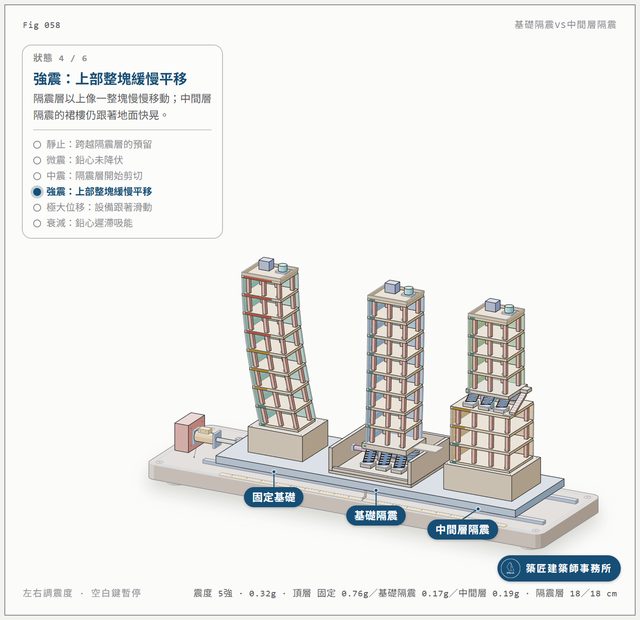 Fig 058
基礎隔震VS中間層隔震
狀態 4 / 6
強震：上部整塊緩慢平移
隔震層以上像一整塊慢慢移動；中間層
隔震的裙樓仍跟著地面快晃。
靜止：跨越隔震層的預留
微震：鉛心未降伏
中震：隔震層開始剪切
強震：上部整塊緩慢平移
極大位移：設備跟著滑動
衰減：鉛心遲滯吸能
固定基礎
基礎隔震
中間層隔震
築匠建築師事務所
左右調震度 · 空白鍵暫停
震度 5強 · 0.32g · 頂層 固定 0.76g／基礎隔震 0.17g／中間層 0.19g · 隔震層 18／18 cm